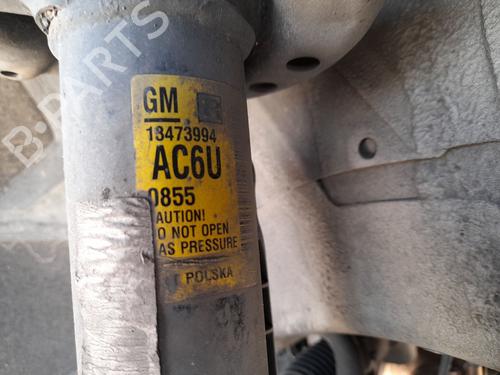 B-PARTS
GM
13473994
AC6U
0855
AUTION!
O NOT OPEN
AS PRESSURE
POLSKA